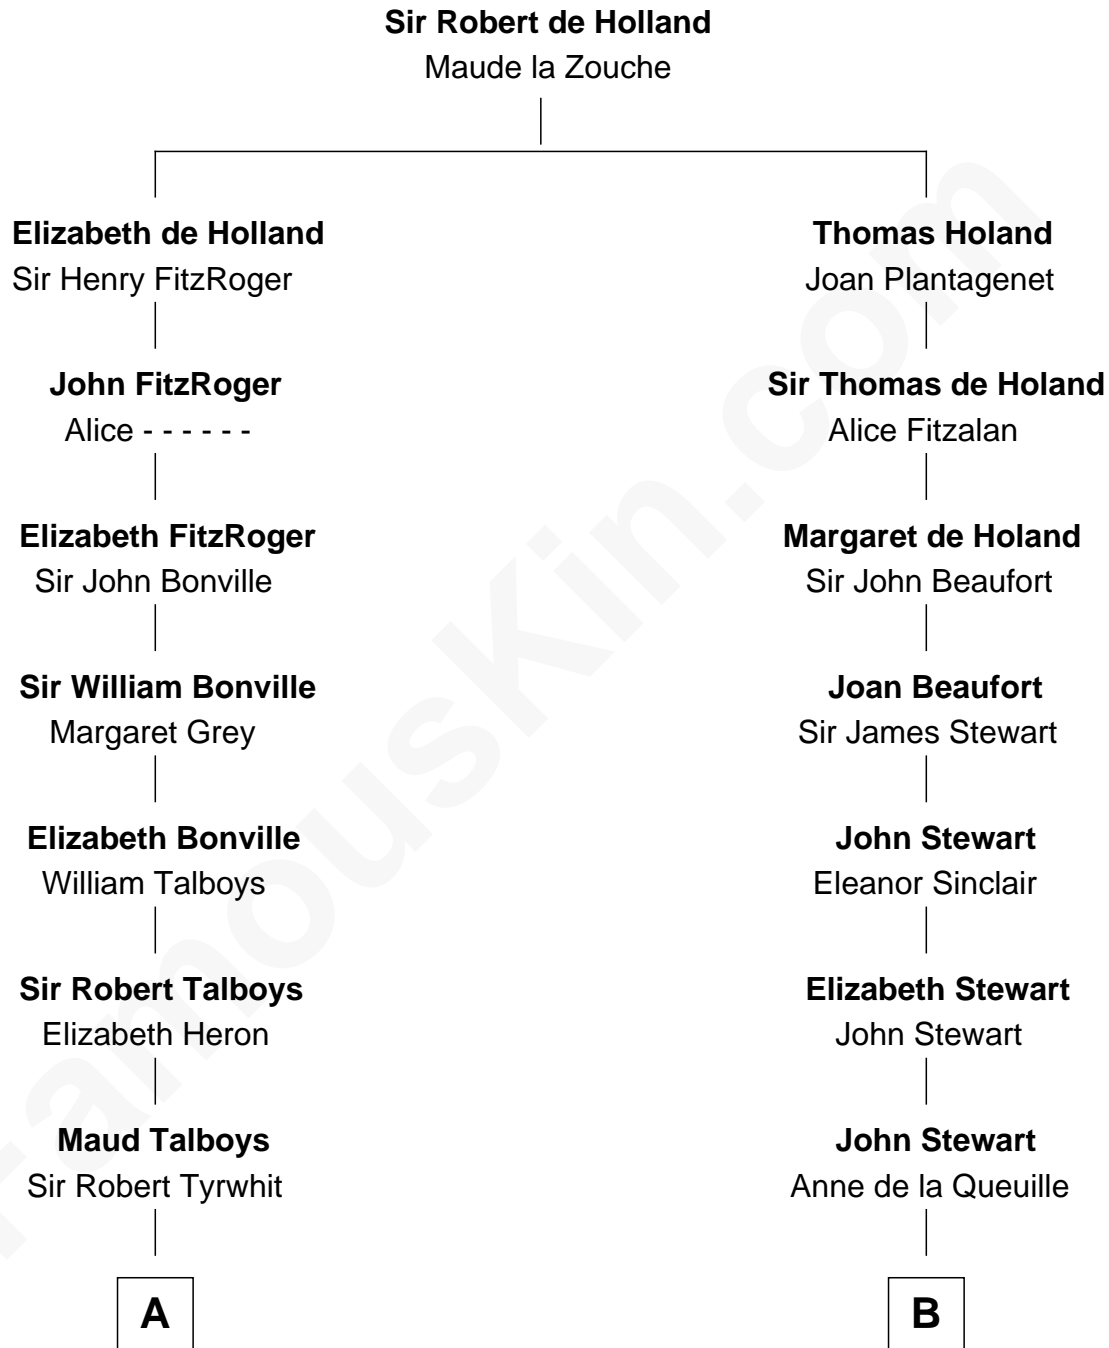 Sir Robert de Holland
Maude la Zouche
Elizabeth de Holland
Sir Henry FitzRoger
John FitzRoger
Alice - - - - - -
Elizabeth FitzRoger
Sir John Bonville
Sir William Bonville
Margaret Grey
Elizabeth Bonville
William Talboys
Sir Robert Talboys
Elizabeth Heron
Maud Talboys
Sir Robert Tyrwhit
A
Thomas Holand
Joan Plantagenet
Sir Thomas de Holand
Alice Fitzalan
Margaret de Holand
Sir John Beaufort
Joan Beaufort
Sir James Stewart
John Stewart
Eleanor Sinclair
Elizabeth Stewart
John Stewart
John Stewart
Anne de la Queuille
B
FamousKin.com